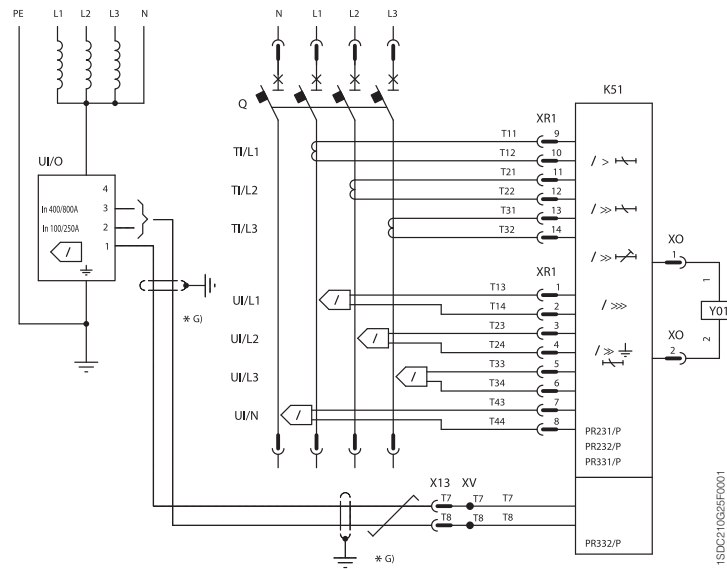 PE L1 L2 L3 N
N L1 L2 L3
K51
Q
XR1
T11 9
TI/L1
T12 10
/ >
UI/O
T21 11
TI/L2
T22 12
/ ≫
4
In 400/800A 3
T31 13
TI/L3
T32 14
In 100/250A 2
1
/
XO
1
/ ≫
XR1
T13 1
1
UI/L1
/
T14 2
/ >>>
Y01
* G)
T23 3
UI/L2
/
T24 4
/ ≫
XO
2
2
T33 5
UI/L3
/
T34 6
T43 7
UI/N
/
T44 8
PR231/P
PR232/P
PR331/P
X13 XV
T7 T7 T7
T8 T8 T8
* G)
PR332/P
1SDC210G25F0001